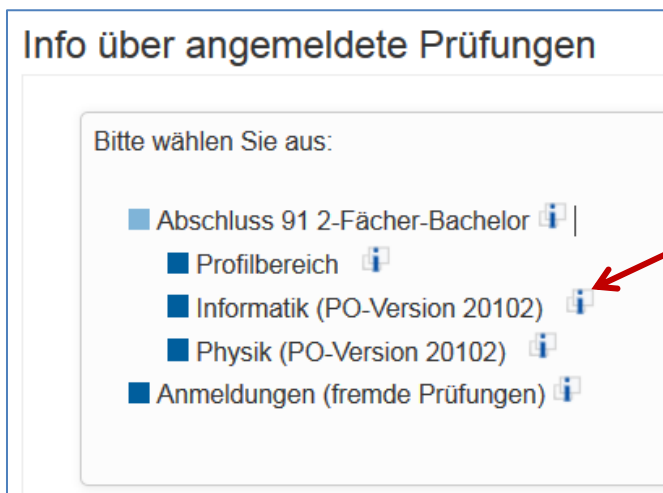 Info über angemeldete Prüfungen
Bitte wählen Sie aus:
Abschluss 91 2-Fächer-Bachelor
Profilbereich
Informatik (PO-Version 20102)
Physik (PO-Version 20102)
Anmeldungen (fremde Prüfungen)